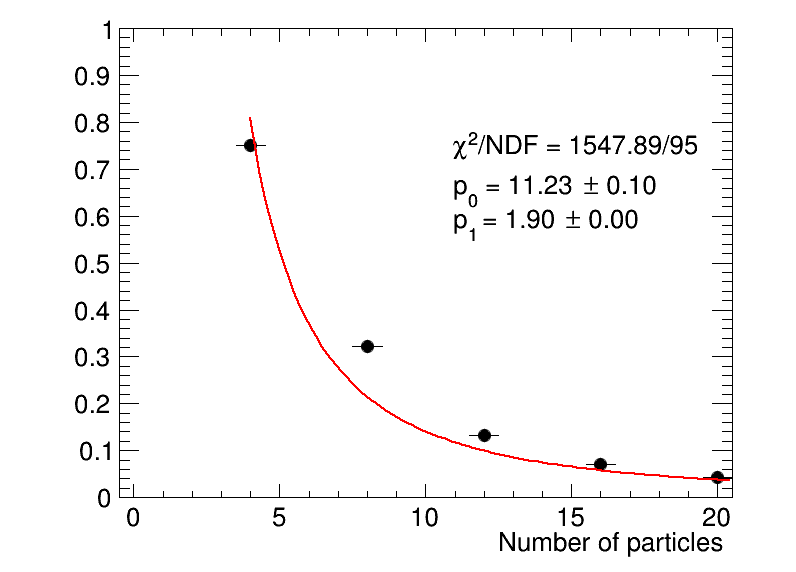 1
0.9
0.8
0.7
0.6
0.5
0.4
0.3
0.2
0.1
0
χ²/NDF = 1547.89/95
p₀ = 11.23 ± 0.10
p₁ = 1.90 ± 0.00
0 5 10 15 20
Number of particles